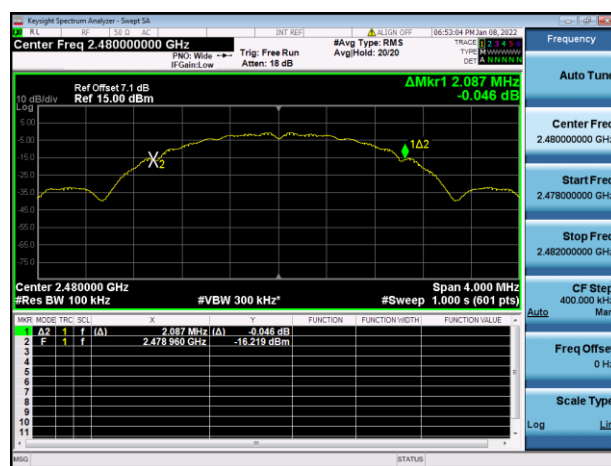 Keysight Spectrum Analyzer - Swept SA
RL RF 50 Ω AC INT REF ALIGN OFF 06:53:04 PM Jan 08, 2022
Center Freq 2.480000000 GHz
PNO: Wide
IFGain:Low
Trig: Free Run
Atten: 18 dB
#Avg Type: RMS
Avg|Hold: 20/20
TRACE 1 2 3 4 5 6
TYPE M W W W W W
DET A N N N N N
ΔMkr1 2.087 MHz
-0.046 dB
Ref Offset 7.1 dB
Ref 15.00 dBm
10 dB/div
Log
5.00
-5.00
-15.0
-25.0
-35.0
-45.0
-55.0
-65.0
-75.0
X2
1Δ2
Center 2.480000 GHz
Span 4.000 MHz
#Res BW 100 kHz
#VBW 300 kHz*
#Sweep 1.000 s (601 pts)
MKR MODE TRC SCL X Y FUNCTION FUNCTION WIDTH FUNCTION VALUE
1 Δ2 1 f (Δ) 2.087 MHz (Δ) -0.046 dB
2 F 1 f 2.478 960 GHz -16.219 dBm
3
4
5
6
7
8
9
10
11
MSG
STATUS
Frequency
Auto Tune
Center Freq
2.480000000 GHz
Start Freq
2.478000000 GHz
Stop Freq
2.482000000 GHz
CF Step
400.000 kHz
Auto Man
Freq Offset
0 Hz
Scale Type
Log Lin